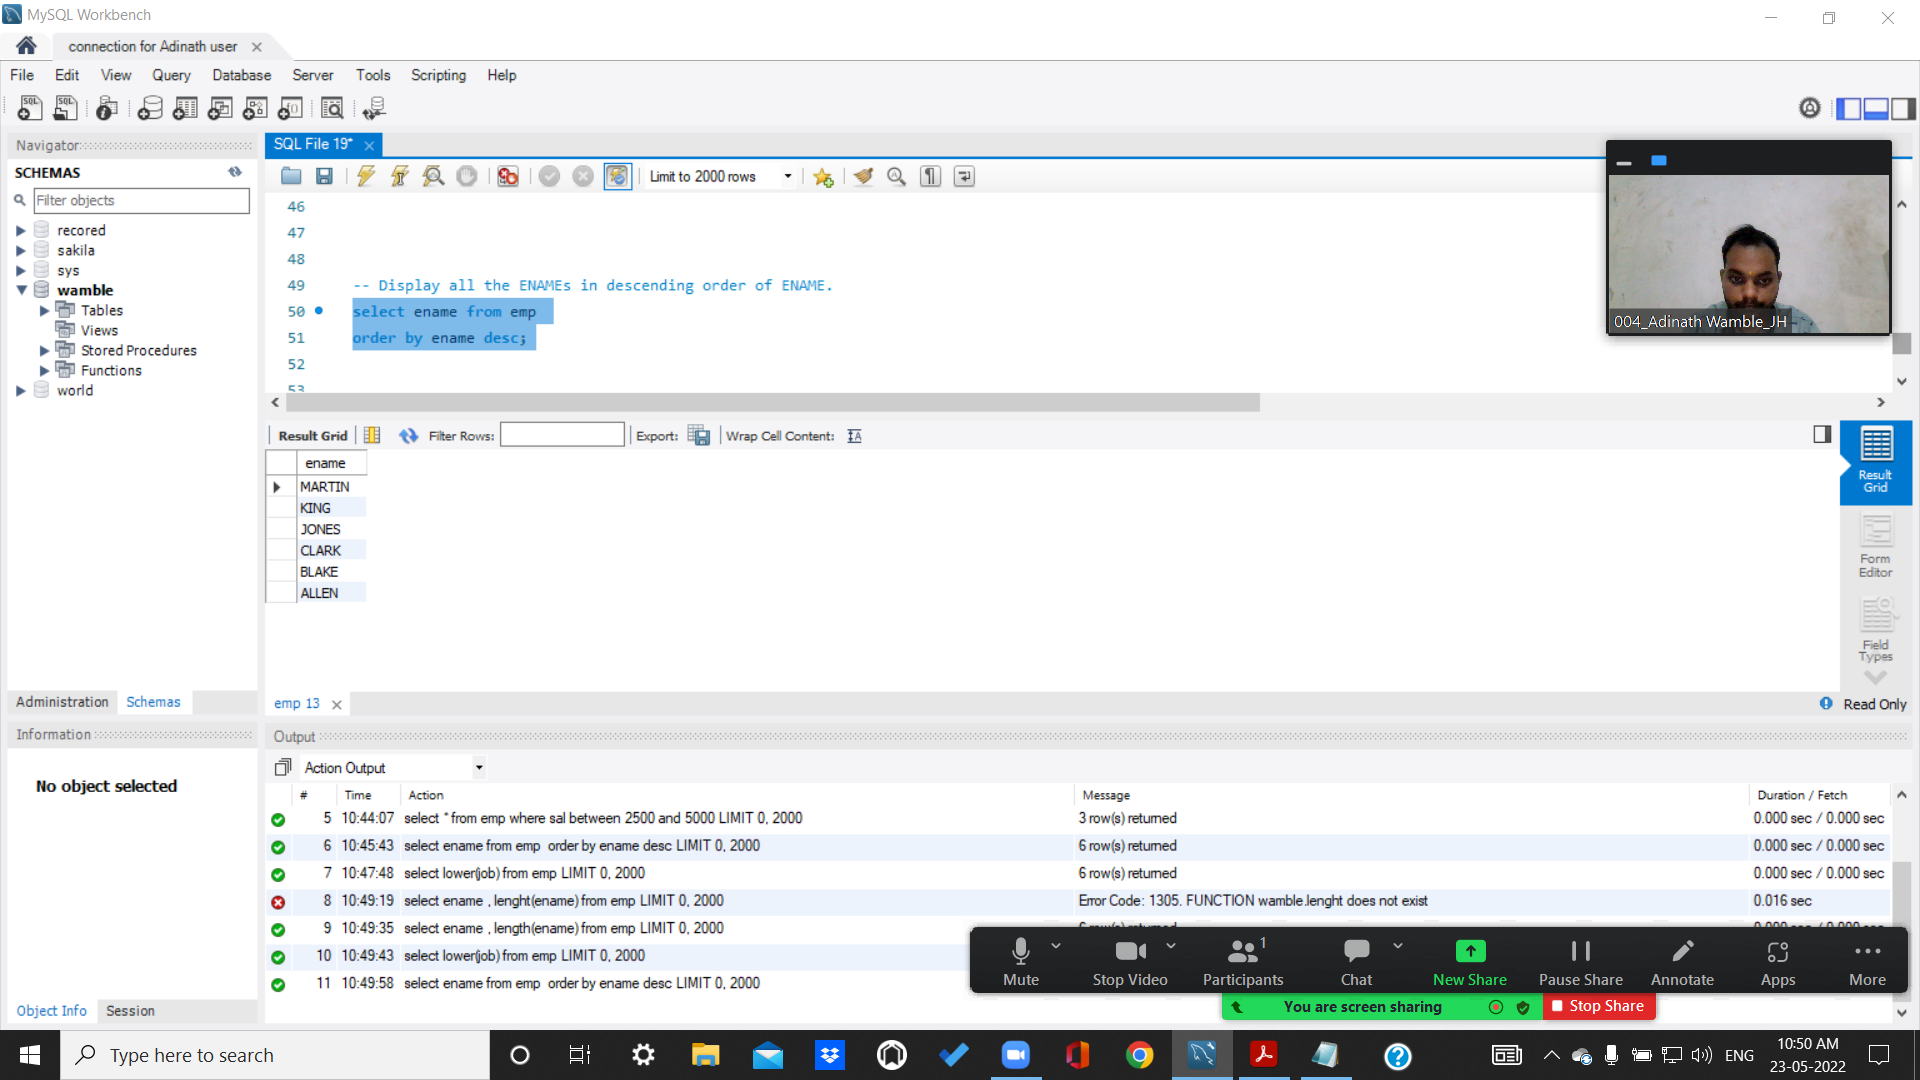 MySQL Workbench
connection for Adinath user
File Edit View Query Database Server Tools Scripting Help
Navigator
SCHEMAS
Filter objects
recored
sakila
sys
wamble
Tables
Views
Stored Procedures
Functions
world
Administration Schemas
Information
No object selected
Object Info Session
SQL File 19*
Limit to 2000 rows
46
47
48
49 -- Display all the ENAMEs in descending order of ENAME.
50 select ename from emp
51 order by ename desc;
52
53
004_Adinath Wamble_JH
Result Grid Filter Rows: Export: Wrap Cell Content:
ename
MARTIN
KING
JONES
CLARK
BLAKE
ALLEN
Result
Grid
Form
Editor
Field
Types
emp 13
Read Only
Output
Action Output
# Time Action Message Duration / Fetch
5 10:44:07 select * from emp where sal between 2500 and 5000 LIMIT 0, 2000 3 row(s) returned 0.000 sec / 0.000 sec
6 10:45:43 select ename from emp order by ename desc LIMIT 0, 2000 6 row(s) returned 0.000 sec / 0.000 sec
7 10:47:48 select lower(job) from emp LIMIT 0, 2000 6 row(s) returned 0.000 sec / 0.000 sec
8 10:49:19 select ename , lenght(ename) from emp LIMIT 0, 2000 Error Code: 1305. FUNCTION wamble.lenght does not exist 0.016 sec
9 10:49:35 select ename , length(ename) from emp LIMIT 0, 2000
10 10:49:43 select lower(job) from emp LIMIT 0, 2000
11 10:49:58 select ename from emp order by ename desc LIMIT 0, 2000
Mute Stop Video Participants 1 Chat New Share Pause Share Annotate Apps More
You are screen sharing Stop Share
Type here to search
ENG
10:50 AM
23-05-2022